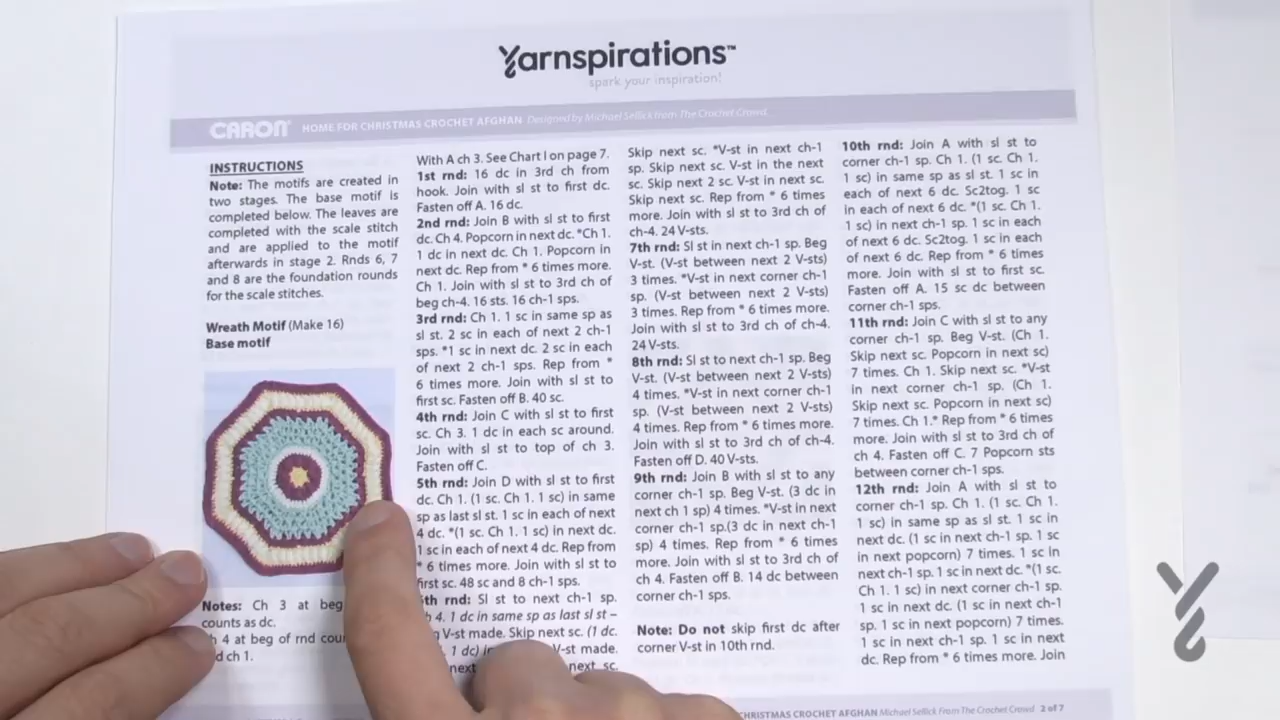 Yarnspirations™
spark your inspiration!
CARON® HOME FOR CHRISTMAS CROCHET AFGHAN Designed by Michael Sellick from The Crochet Crowd.
INSTRUCTIONS
Note: The motifs are created in
two stages. The base motif is
completed below. The leaves are
completed with the scale stitch
and are applied to the motif
afterwards in stage 2. Rnds 6, 7
and 8 are the foundation rounds
for the scale stitches.
Wreath Motif (Make 16)
Base motif
Notes: Ch 3 at beg
counts as dc.
4 at beg of rnd
ch 1.
With A ch 3. See Chart I on page 7.
1st rnd: 16 dc in 3rd ch from
hook. Join with sl st to first dc.
Fasten off A. 16 dc.
2nd rnd: Join B with sl st to first
dc. Ch 4. Popcorn in next dc. *Ch 1.
1 dc in next dc. Ch 1. Popcorn in
next dc. Rep from * 6 times more.
Ch 1. Join with sl st to 3rd ch of
beg ch-4. 16 sts. 16 ch-1 sps.
3rd rnd: Ch 1. 1 sc in same sp as
sl st. 2 sc in each of next 2 ch-1
sps. *1 sc in next dc. 2 sc in each
of next 2 ch-1 sps. Rep from *
6 times more. Join with sl st to
first sc. Fasten off B. 40 sc.
4th rnd: Join C with sl st to first
sc. Ch 3. 1 dc in each sc around.
Join with sl st to top of ch 3.
Fasten off C.
5th rnd: Join D with sl st to first
dc. Ch 1. (1 sc. Ch 1. 1 sc) in same
sp as last sl st. 1 sc in each of next
4 dc. *(1 sc. Ch 1. 1 sc) in next dc.
1 sc in each of next 4 dc. Rep from
* 6 times more. Join with sl st to
first sc. 48 sc and 8 ch-1 sps.
rnd: Sl st to next ch-1 sp.
4. 1 dc in same sp as last sl st –
V-st made. Skip next sc. (1 dc.
1 dc) V-st made.
next sc.
Skip next sc. *V-st in next ch-1
sp. Skip next sc. V-st in the next
sc. Skip next 2 sc. V-st in next sc.
Skip next sc. Rep from * 6 times
more. Join with sl st to 3rd ch of
ch-4. 24 V-sts.
7th rnd: Sl st in next ch-1 sp. Beg
V-st. (V-st between next 2 V-sts)
3 times. *V-st in next corner ch-1
sp. (V-st between next 2 V-sts)
3 times. Rep from * 6 times more.
Join with sl st to 3rd ch of ch-4.
24 V-sts.
8th rnd: Sl st to next ch-1 sp. Beg
V-st. (V-st between next 2 V-sts)
4 times. *V-st in next corner ch-1
sp. (V-st between next 2 V-sts)
4 times. Rep from * 6 times more.
Join with sl st to 3rd ch of ch-4.
Fasten off D. 40 V-sts.
9th rnd: Join B with sl st to any
corner ch-1 sp. Beg V-st. (3 dc in
next ch 1 sp) 4 times. *V-st in next
corner ch-1 sp.(3 dc in next ch-1
sp) 4 times. Rep from * 6 times
more. Join with sl st to 3rd ch of
ch 4. Fasten off B. 14 dc between
corner ch-1 sps.
Note: Do not skip first dc after
corner V-st in 10th rnd.
10th rnd: Join A with sl st to
corner ch-1 sp. Ch 1. (1 sc. Ch 1.
1 sc) in same sp as sl st. 1 sc in
each of next 6 dc. Sc2tog. 1 sc
in each of next 6 dc. *(1 sc. Ch 1.
1 sc) in next ch-1 sp. 1 sc in each
of next 6 dc. Sc2tog. 1 sc in each
of next 6 dc. Rep from * 6 times
more. Join with sl st to first sc.
Fasten off A. 15 sc dc between
corner ch-1 sps.
11th rnd: Join C with sl st to any
corner ch-1 sp. Beg V-st. (Ch 1.
Skip next sc. Popcorn in next sc)
7 times. Ch 1. Skip next sc. *V-st
in next corner ch-1 sp. (Ch 1.
Skip next sc. Popcorn in next sc)
7 times. Ch 1.* Rep from * 6 times
more. Join with sl st to 3rd ch of
ch 4. Fasten off C. 7 Popcorn sts
between corner ch-1 sps.
12th rnd: Join A with sl st to
corner ch-1 sp. Ch 1. (1 sc. Ch 1.
1 sc) in same sp as sl st. 1 sc in
next dc. (1 sc in next ch-1 sp. 1 sc
in next popcorn) 7 times. 1 sc in
next ch-1 sp. 1 sc in next dc. *(1 sc.
Ch 1. 1 sc) in next corner ch-1 sp.
1 sc in next dc. (1 sc in next ch-1
sp. 1 sc in next popcorn) 7 times.
1 sc in next ch-1 sp. 1 sc in next
dc. Rep from * 6 times more. Join
CHRISTMAS CROCHET AFGHAN Michael Sellick From The Crochet Crowd 2 of 7